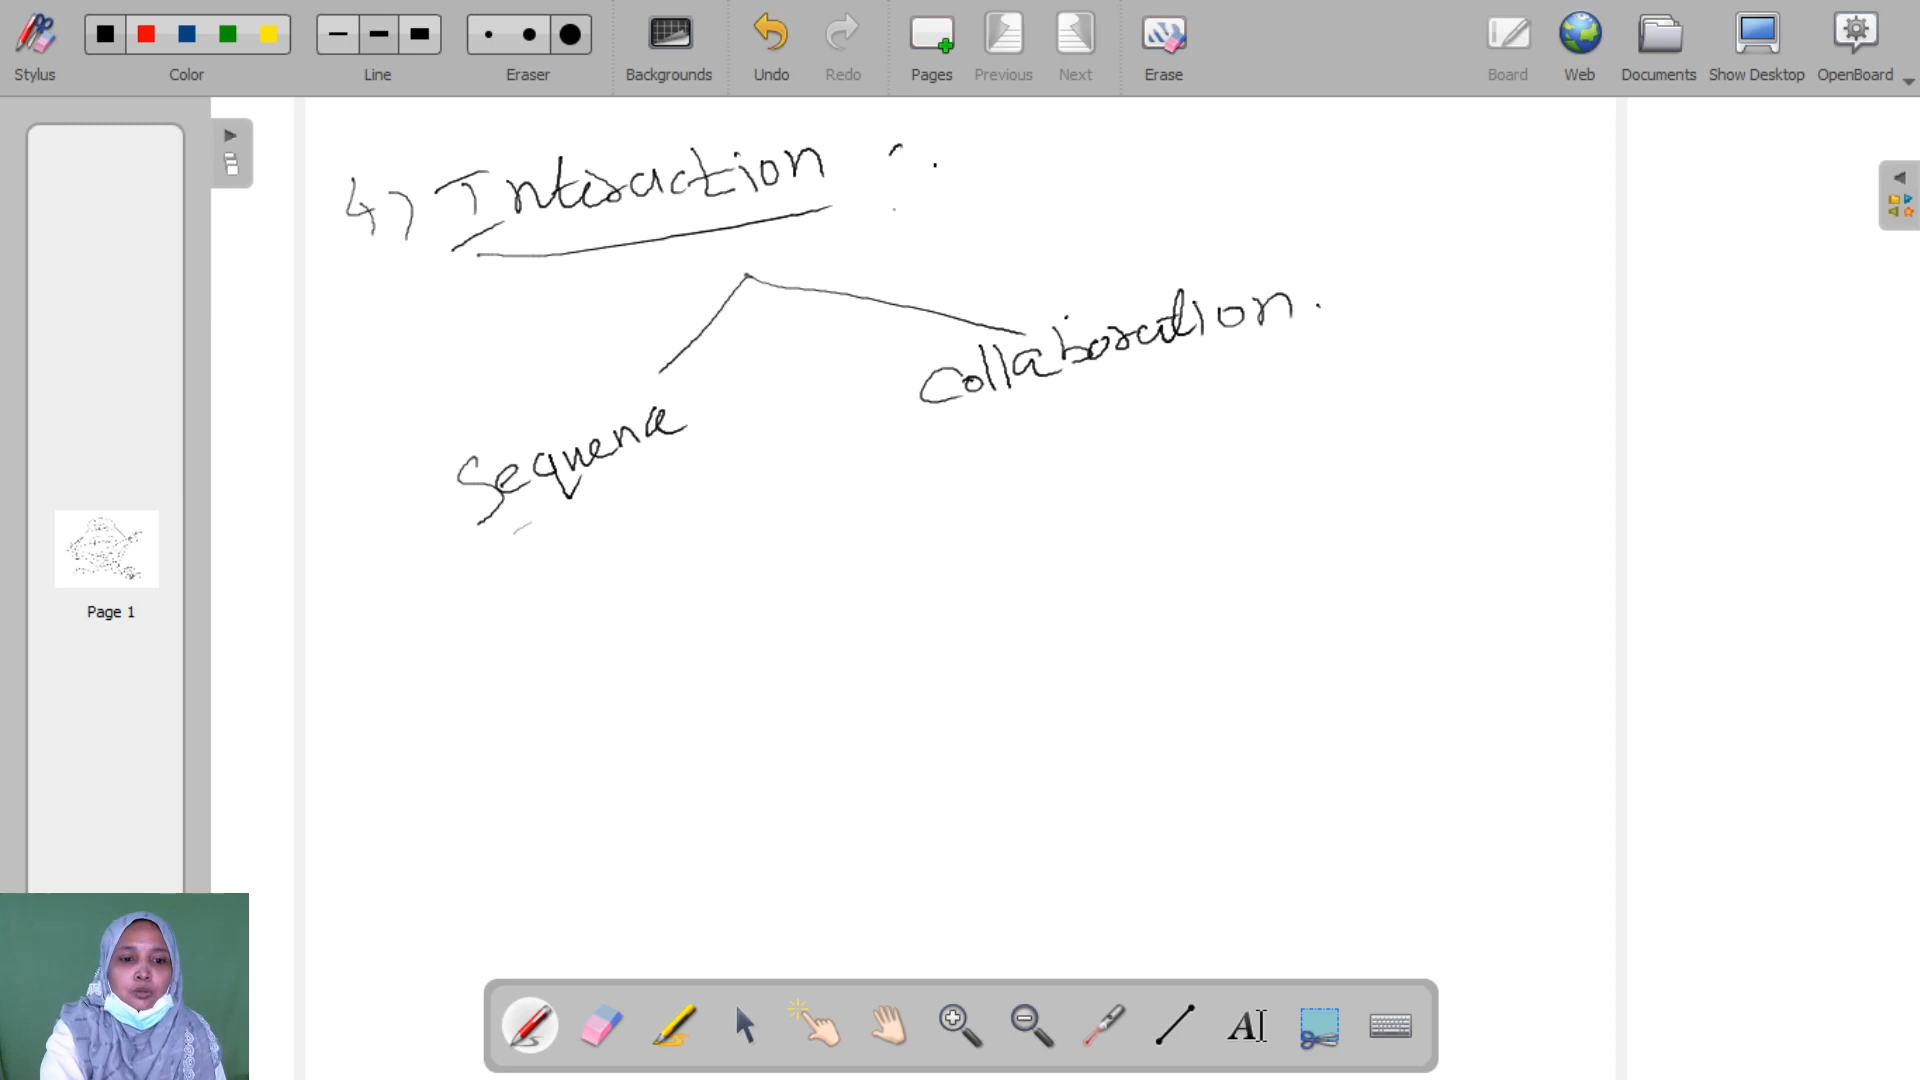 Stylus
Color
Line
Eraser
Backgrounds
Undo
Redo
Pages
Previous
Next
Erase
Board
Web
Documents
Show Desktop
OpenBoard
4) Interaction :.
Sequence
Collaboration.
Page 1